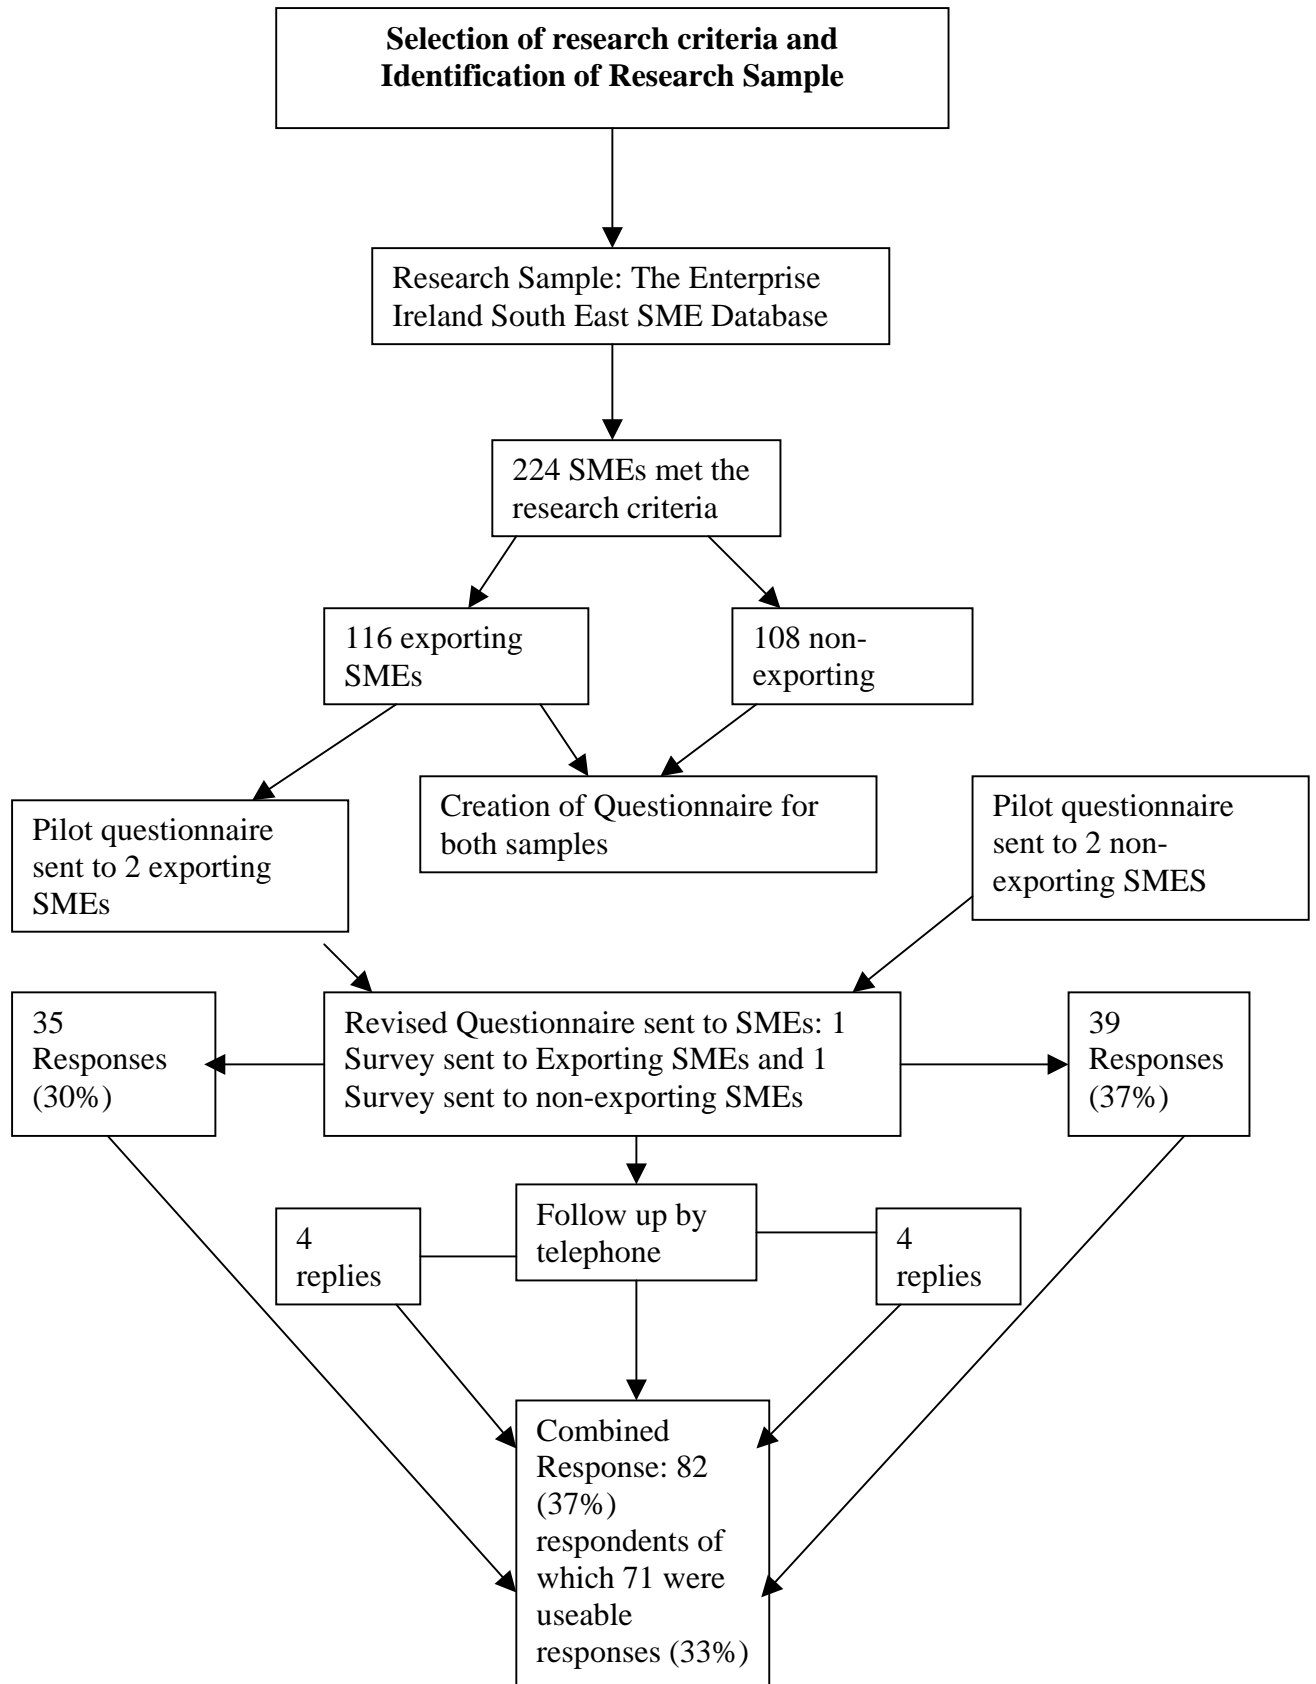 Selection of research criteria and
Identification of Research Sample
Research Sample: The Enterprise
Ireland South East SME Database
224 SMEs met the
research criteria
116 exporting
SMEs
108 non-
exporting
Pilot questionnaire
sent to 2 exporting
SMEs
Creation of Questionnaire for
both samples
Pilot questionnaire
sent to 2 non-
exporting SMES
35
Responses
(30%)
Revised Questionnaire sent to SMEs: 1
Survey sent to Exporting SMEs and 1
Survey sent to non-exporting SMEs
39
Responses
(37%)
4
replies
Follow up by
telephone
4
replies
Combined
Response: 82
(37%)
respondents of
which 71 were
useable
responses (33%)